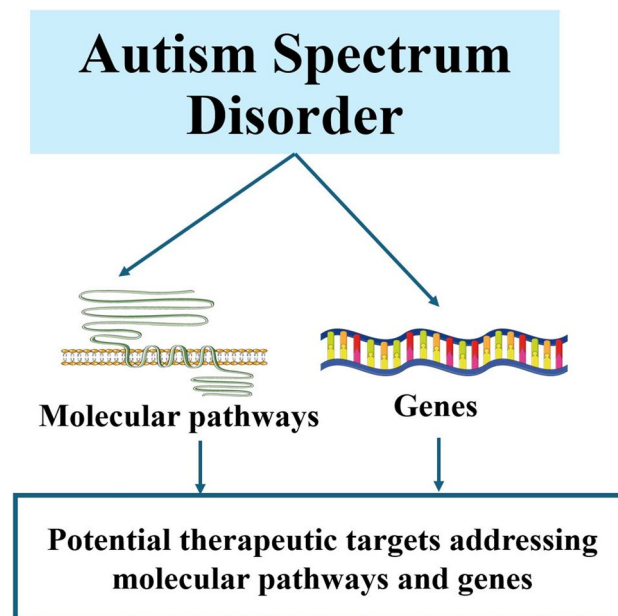 Autism Spectrum
Disorder
Molecular pathways
Genes
Potential therapeutic targets addressing
molecular pathways and genes